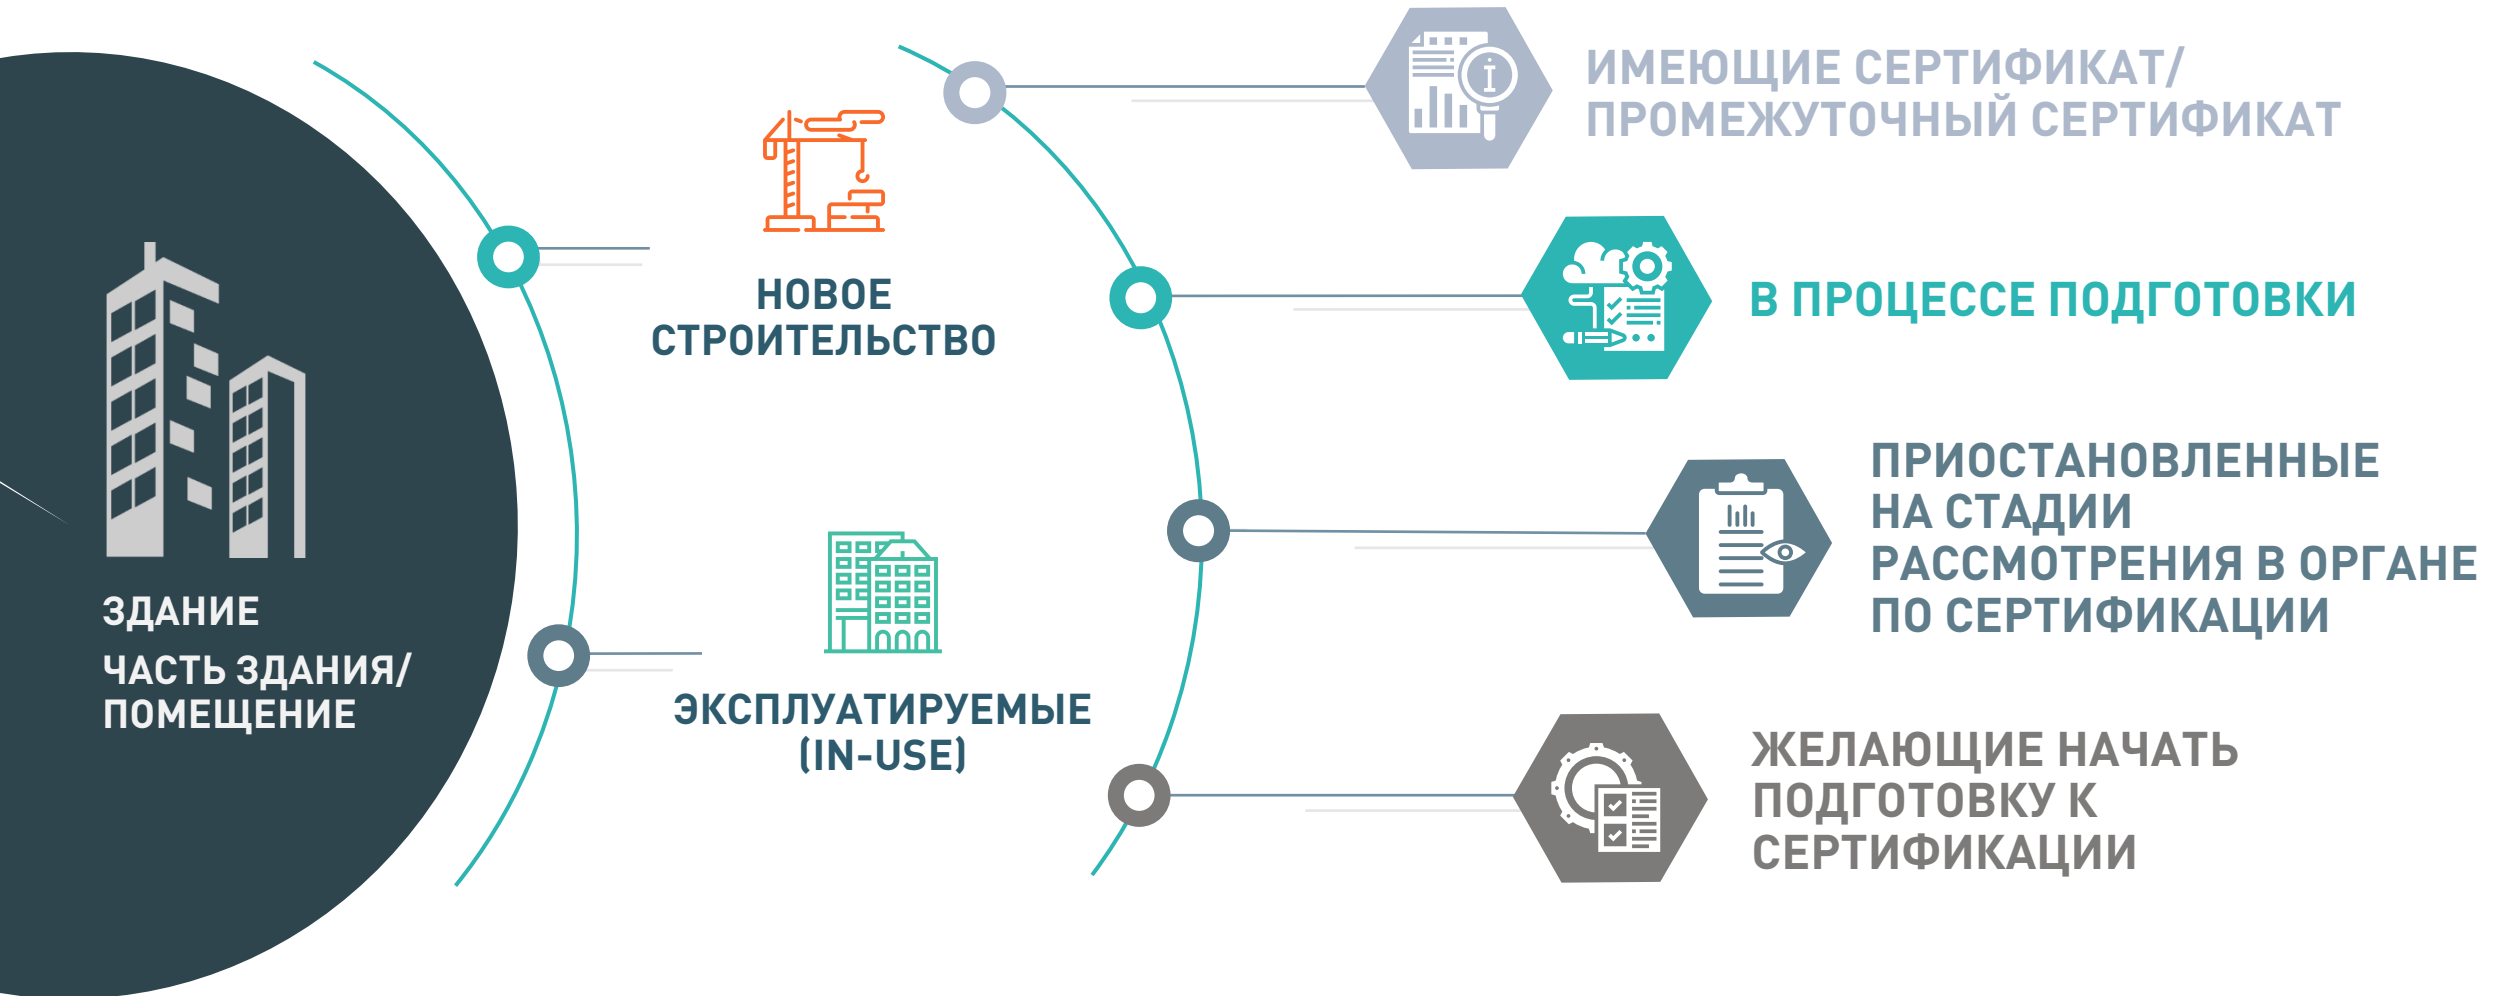 ЗДАНИЕ
ЧАСТЬ ЗДАНИЯ/
ПОМЕЩЕНИЕ
НОВОЕ
СТРОИТЕЛЬСТВО
ЭКСПЛУАТИРУЕМЫЕ
(IN-USE)
ИМЕЮЩИЕ СЕРТИФИКАТ/
ПРОМЕЖУТОЧНЫЙ СЕРТИФИКАТ
В ПРОЦЕССЕ ПОДГОТОВКИ
ПРИОСТАНОВЛЕННЫЕ
НА СТАДИИ
РАССМОТРЕНИЯ В ОРГАНЕ
ПО СЕРТИФИКАЦИИ
ЖЕЛАЮЩИЕ НАЧАТЬ
ПОДГОТОВКУ К
СЕРТИФИКАЦИИ